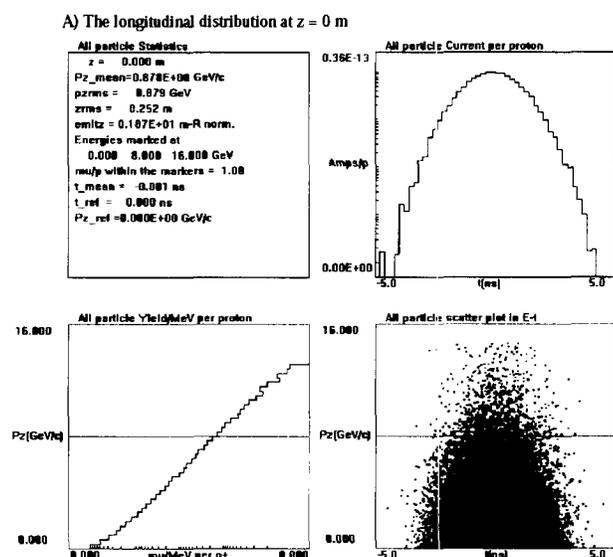 A) The longitudinal distribution at z = 0 m
All particle Statistics
z = 0.000 m
Pz_mean=0.878E+00 GeV/c
pzrms = 0.879 GeV
zrms = 0.252 m
emitz = 0.187E+01 m-R norm.
Energies marked at
0.000 8.000 16.000 GeV
mu/p within the markers = 1.00
t_mean = -0.001 ns
t_ref = 0.000 ns
Pz_ref =0.000E+00 GeV/c
All particle Current per proton
0.36E-13
Amps/p
0.00E+00
-5.0 t[ns] 5.0
All particle Yield/MeV per proton
16.000
Pz[GeV/c]
0.000
0.000 mu/MeV per p+ 0.000
All particle scatter plot in E-t
16.000
Pz[GeV/c]
0.000
-5.0 t[ns] 5.0